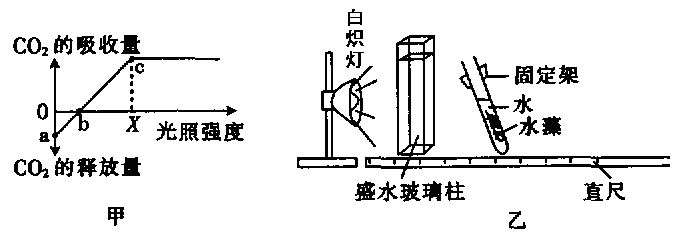 CO₂的吸收量
c
0
a
b
X
光照强度
CO₂的释放量
甲
白炽灯
固定架
水
水藻
盛水玻璃柱
直尺
乙